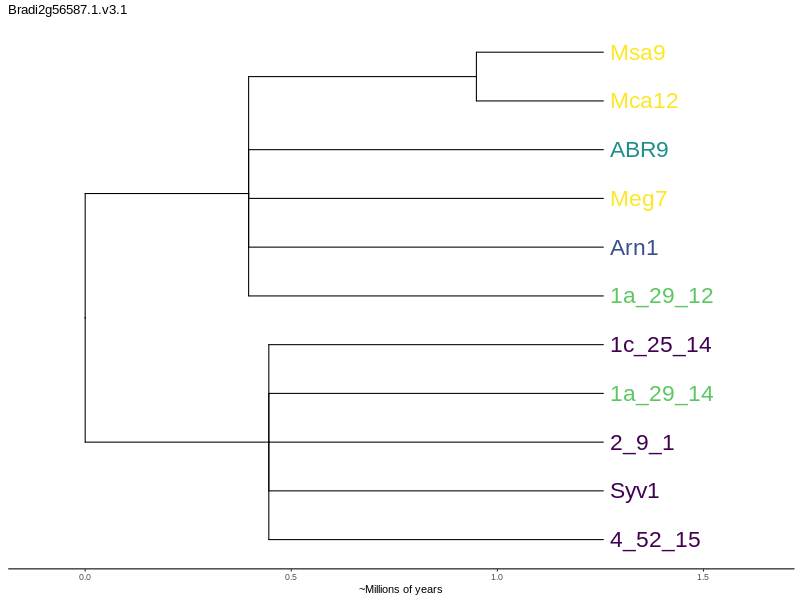 Bradi2g56587.1.v3.1
Msa9
Mca12
ABR9
Meg7
Arn1
1a_29_12
1c_25_14
1a_29_14
2_9_1
Syv1
4_52_15
0.0 0.5 1.0 1.5
~Millions of years